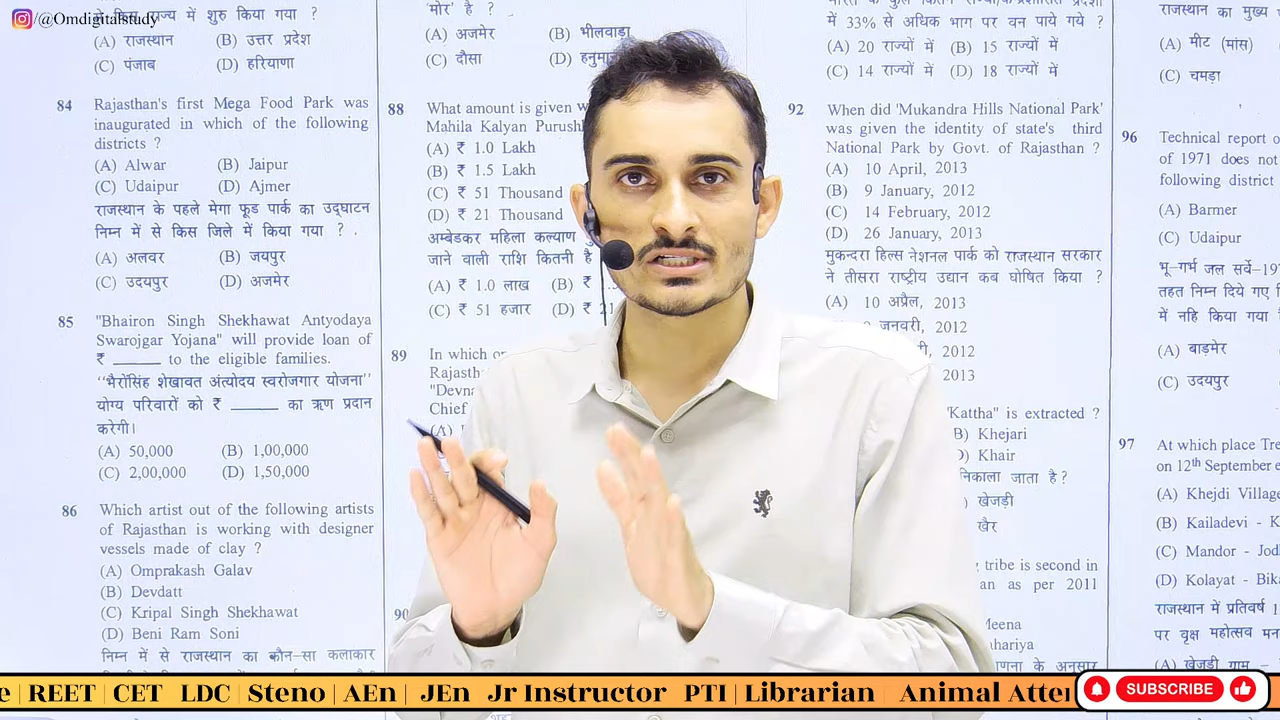 /@Omdigitalstudy
राज्य में शुरु किया गया ?
(A) राजस्थान (B) उत्तर प्रदेश
(C) पंजाब (D) हरियाणा
84 Rajasthan's first Mega Food Park was
inaugurated in which of the following
districts ?
(A) Alwar (B) Jaipur
(C) Udaipur (D) Ajmer
राजस्थान के पहले मेगा फूड पार्क का उद्घाटन
निम्न में से किस जिले में किया गया ? .
(A) अलवर (B) जयपुर
(C) उदयपुर (D) अजमेर
85 "Bhairon Singh Shekhawat Antyodaya
Swarojgar Yojana" will provide loan of
₹ ______ to the eligible families.
‘‘भैरोंसिंह शेखावत अंत्योदय स्वरोजगार योजना’’
योग्य परिवारों को ₹ ______ का ऋण प्रदान
करेगी।
(A) 50,000 (B) 1,00,000
(C) 2,00,000 (D) 1,50,000
86 Which artist out of the following artists
of Rajasthan is working with designer
vessels made of clay ?
(A) Omprakash Galav
(B) Devdatt
(C) Kripal Singh Shekhawat
(D) Beni Ram Soni
निम्न में से राजस्थान का कौन-सा कलाकार
'मोर' है ?
(A) अजमेर (B) भीलवाड़ा
(C) दौसा (D)
88 What amount is given
Mahila Kalyan
(A) ₹ 1.0 Lakh
(B) ₹ 1.5 Lakh
(C) ₹ 51 Thousand
(D) ₹ 21 Thousand
अम्बेडकर महिला कल्याण
जाने वाली राशि कितनी है
(A) ₹ 1.0 लाख (B) ₹
(C) ₹ 51 हजार (D) ₹ 21
89 In which
Chief
(A)
90
में 33% से अधिक भाग पर वन पाये गये ?
(A) 20 राज्यों में (B) 15 राज्यों में
(C) 14 राज्यों में (D) 18 राज्यों में
92 When did 'Mukandra Hills National Park'
was given the identity of state's third
National Park by Govt. of Rajasthan ?
(A) 10 April, 2013
(B) 9 January, 2012
(C) 14 February, 2012
(D) 26 January, 2013
मुकन्दरा हिल्स नेशनल पार्क को राजस्थान सरकार
ने तीसरा राष्ट्रीय उद्यान कब घोषित किया ?
(A) 10 अप्रैल, 2013
जनवरी, 2012
2012
2013
"Kattha" is extracted ?
B) Khejari
) Khair
निकाला जाता है ?
खेजड़ी
खैर
tribe is second in
as per 2011
Meena
के अनुसार
राजस्थान का मुख्य
(A) मीट (मांस)
(C) चमड़ा
96 Technical report
of 1971 does not
following district
(A) Barmer
(C) Udaipur
भू-गर्भ जल
तहत निम्न दिये गए
में नहि किया गया
(A) बाड़मेर
(C) उदयपुर
97 At which place
on 12th September
(A) Khejdi
(B) Kailadevi - K
(C) Mandor -
(D) Kolayat -
राजस्थान में प्रतिवर्ष 1
पर वृक्ष महोत्सव
(A) खेजडी गाम -
e | REET | CET LDC | Steno | AEn | JEn Jr Instructor PTI | Librarian Animal
SUBSCRIBE